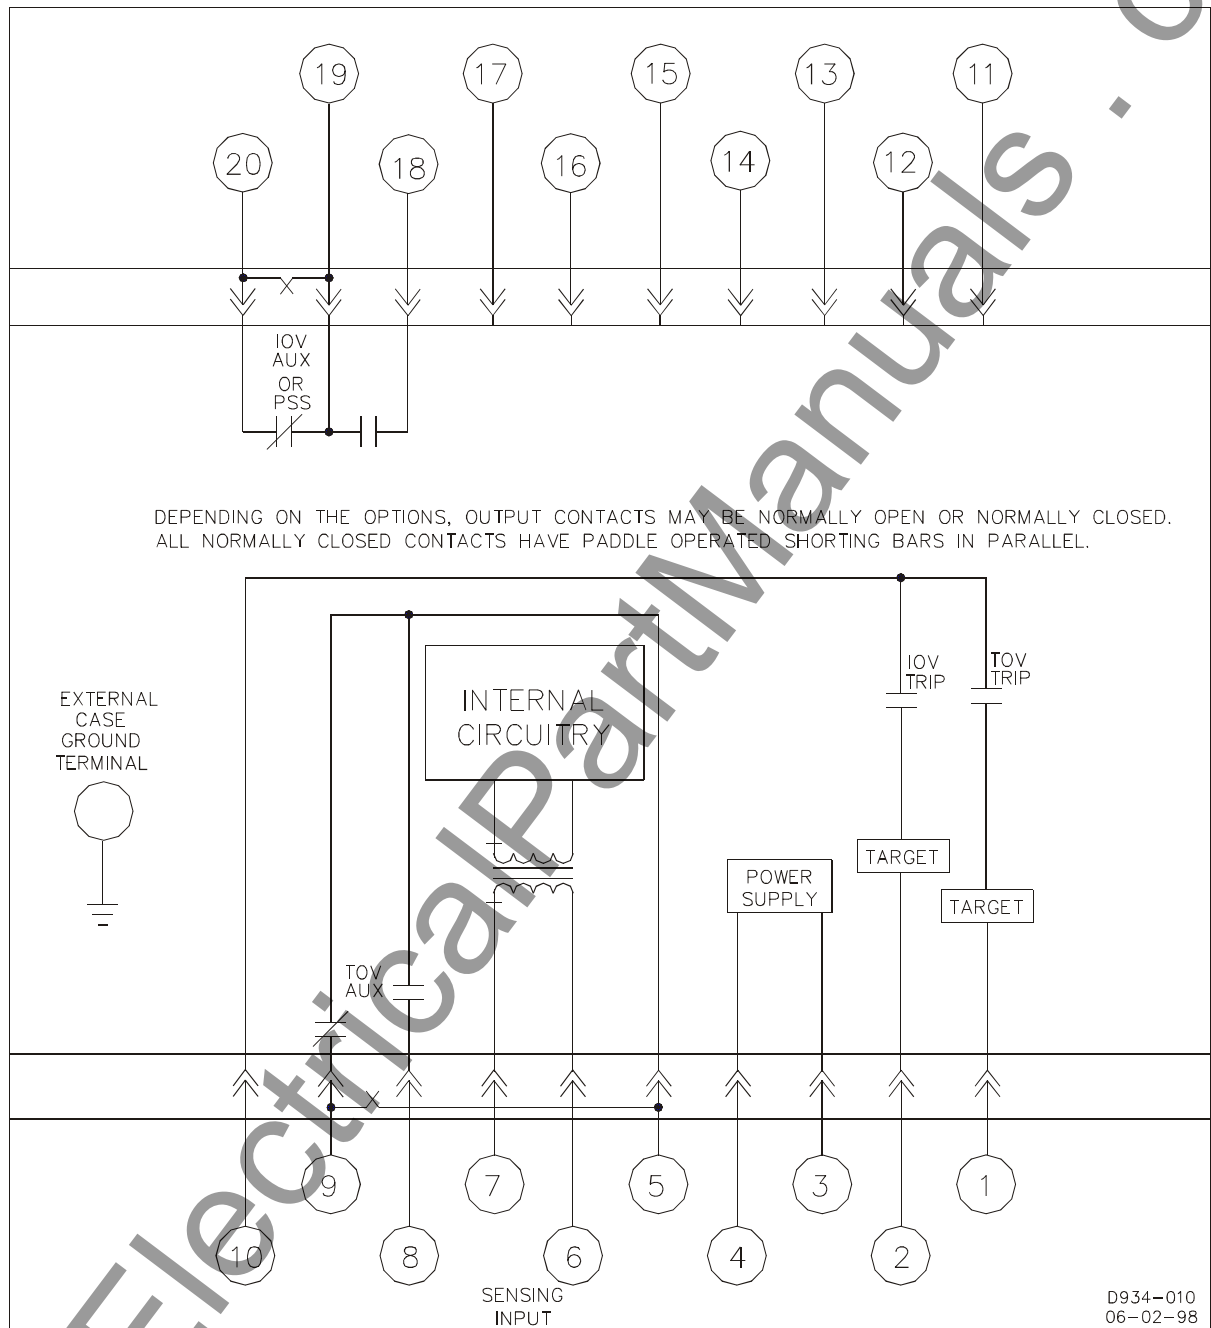 19
17
15
13
11
20
18
16
14
12
IOV
AUX
OR
PSS
DEPENDING ON THE OPTIONS, OUTPUT CONTACTS MAY BE NORMALLY OPEN OR NORMALLY CLOSED.
ALL NORMALLY CLOSED CONTACTS HAVE PADDLE OPERATED SHORTING BARS IN PARALLEL.
IOV
TRIP
TOV
TRIP
INTERNAL
CIRCUITRY
EXTERNAL
CASE
GROUND
TERMINAL
TARGET
POWER
SUPPLY
TARGET
TOV
AUX
9
7
5
3
1
10
8
6
4
2
SENSING
INPUT
D934-010
06-02-98
ElectricalPartManuals . c